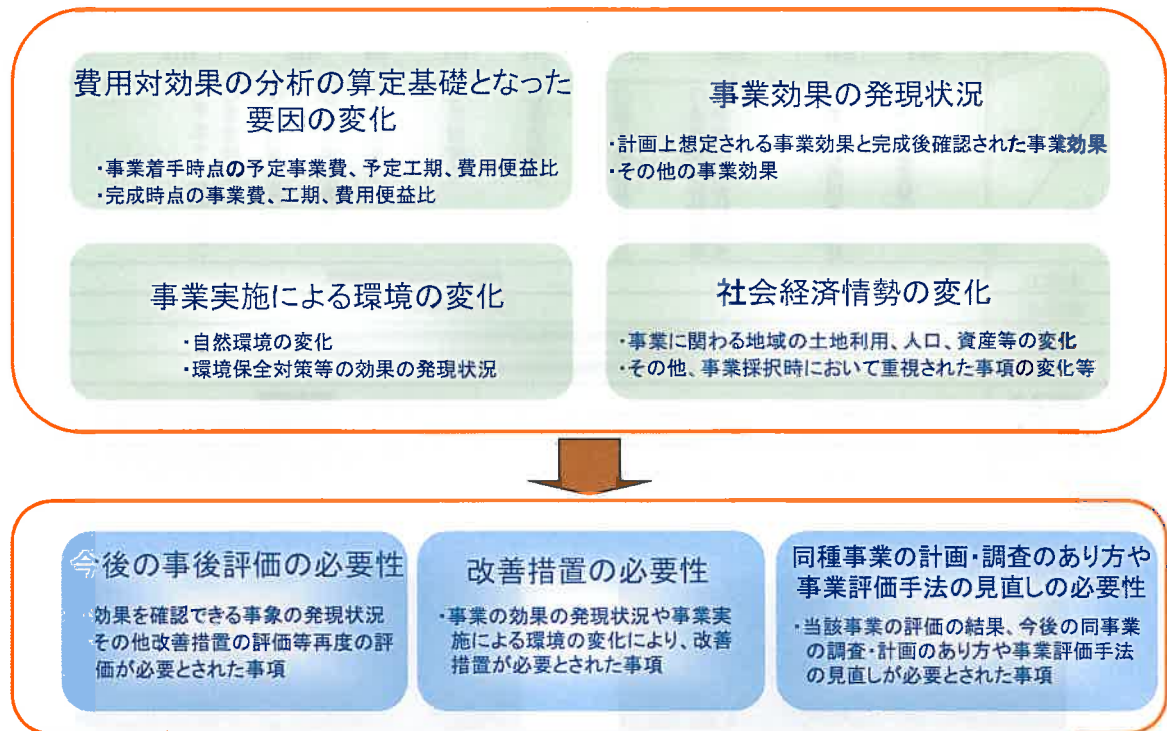 費用対効果の分析の算定基礎となった
要因の変化
・事業着手時点の予定事業費、予定工期、費用便益比
・完成時点の事業費、工期、費用便益比
事業効果の発現状況
・計画上想定される事業効果と完成後確認された事業効果
・その他の事業効果
事業実施による環境の変化
・自然環境の変化
・環境保全対策等の効果の発現状況
社会経済情勢の変化
・事業に関わる地域の土地利用、人口、資産等の変化
・その他、事業採択時において重視された事項の変化等
今後の事後評価の必要性
効果を確認できる事象の発現状況
その他改善措置の評価等再度の評
価が必要とされた事項
改善措置の必要性
・事業の効果の発現状況や事業実
施による環境の変化により、改善
措置が必要とされた事項
同種事業の計画・調査のあり方や
事業評価手法の見直しの必要性
・当該事業の評価の結果、今後の同事業
の調査・計画のあり方や事業評価手法
の見直しが必要とされた事項